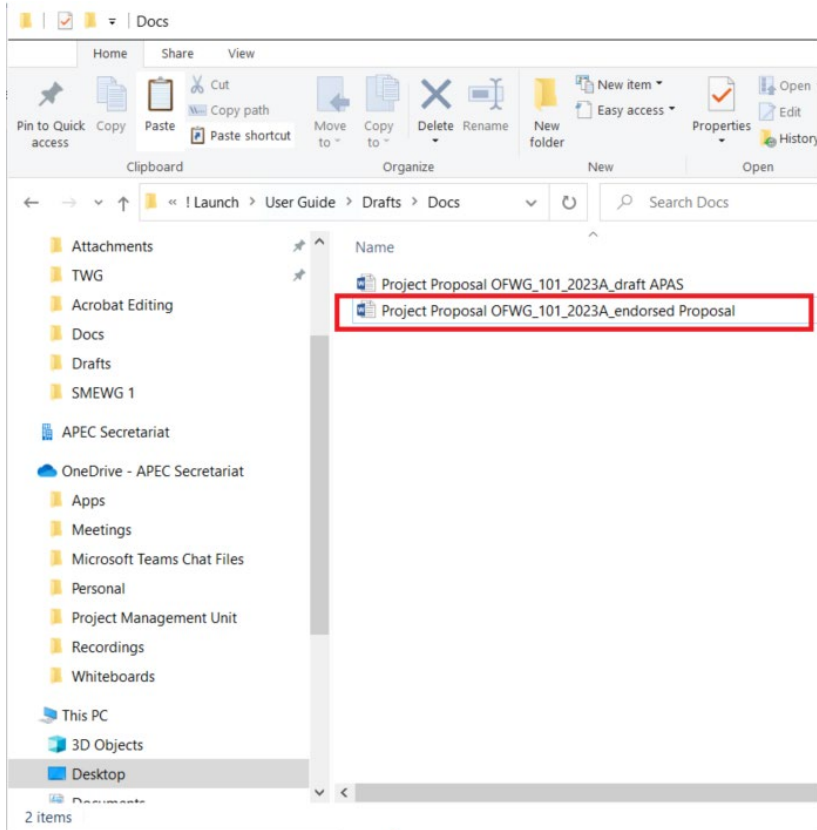 Docs
Home Share View
Pin to Quick access
Copy
Paste
Cut
Copy path
Paste shortcut
Clipboard
Move to
Copy to
Delete
Rename
Organize
New folder
New item
Easy access
New
Properties
Open
Edit
History
Open
« ! Launch > User Guide > Drafts > Docs
Search Docs
Attachments
TWG
Acrobat Editing
Docs
Drafts
SMEWG 1
APEC Secretariat
OneDrive - APEC Secretariat
Apps
Meetings
Microsoft Teams Chat Files
Personal
Project Management Unit
Recordings
Whiteboards
This PC
3D Objects
Desktop
Documents
Name
Project Proposal OFWG_101_2023A_draft APAS
Project Proposal OFWG_101_2023A_endorsed Proposal
2 items